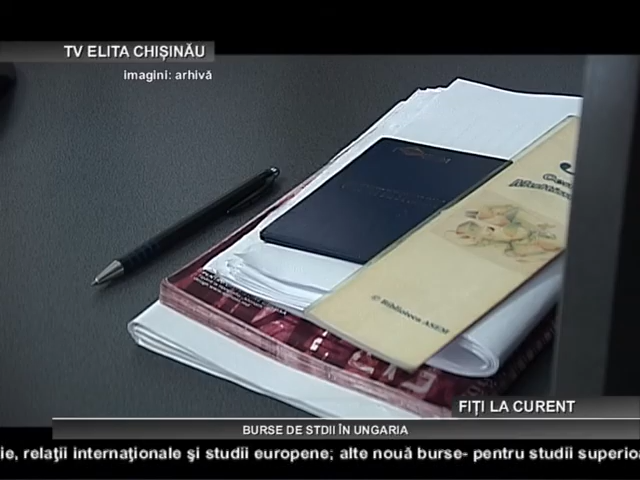 TV ELITA CHIȘINĂU
imagini: arhivă
© Biblioteca ASEM
FIȚI LA CURENT
BURSE DE STDII ÎN UNGARIA
ie, relaţii internaţionale şi studii europene; alte nouă burse- pentru studii superioa